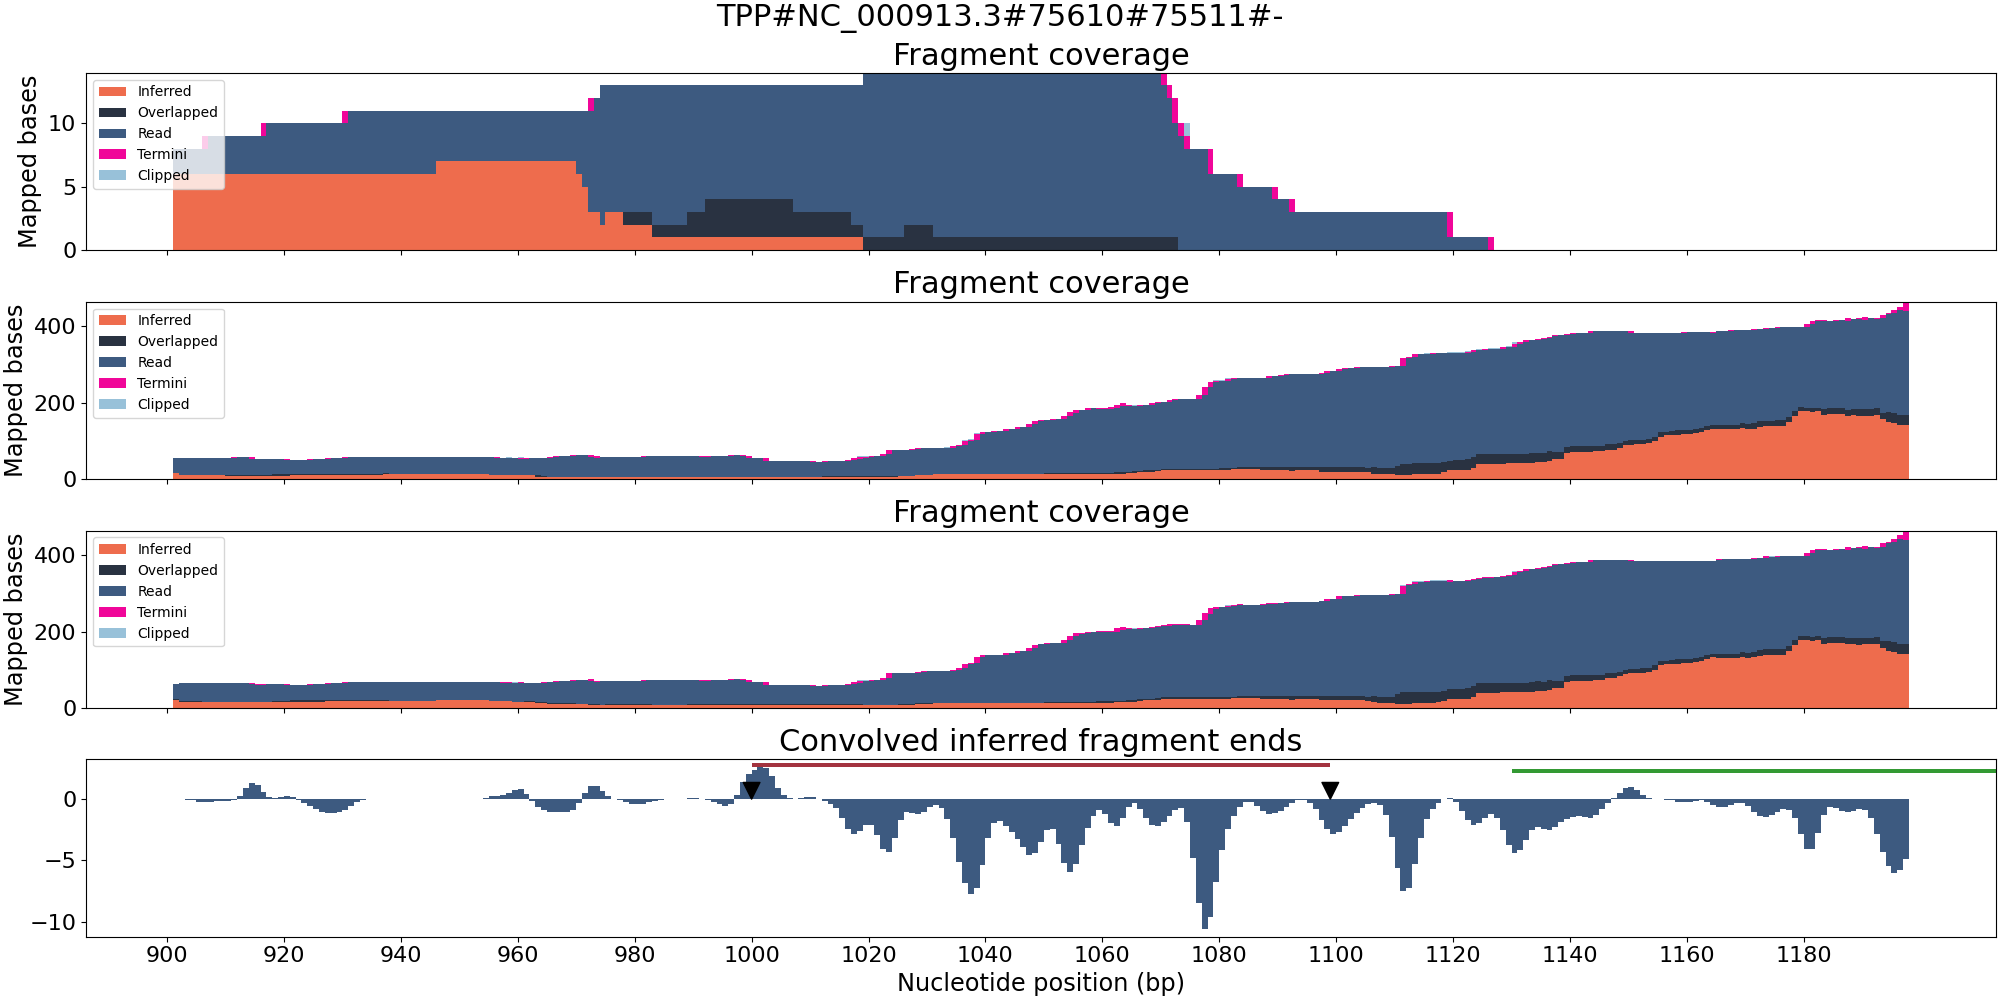 TPP#NC_000913.3#75610#75511#-
Fragment coverage
Mapped bases
10
5
0
Inferred
Overlapped
Read
Termini
Clipped
Fragment coverage
Mapped bases
400
200
0
Inferred
Overlapped
Read
Termini
Clipped
Fragment coverage
Mapped bases
400
200
0
Inferred
Overlapped
Read
Termini
Clipped
Convolved inferred fragment ends
0
−5
−10
900 920 940 960 980 1000 1020 1040 1060 1080 1100 1120 1140 1160 1180
Nucleotide position (bp)